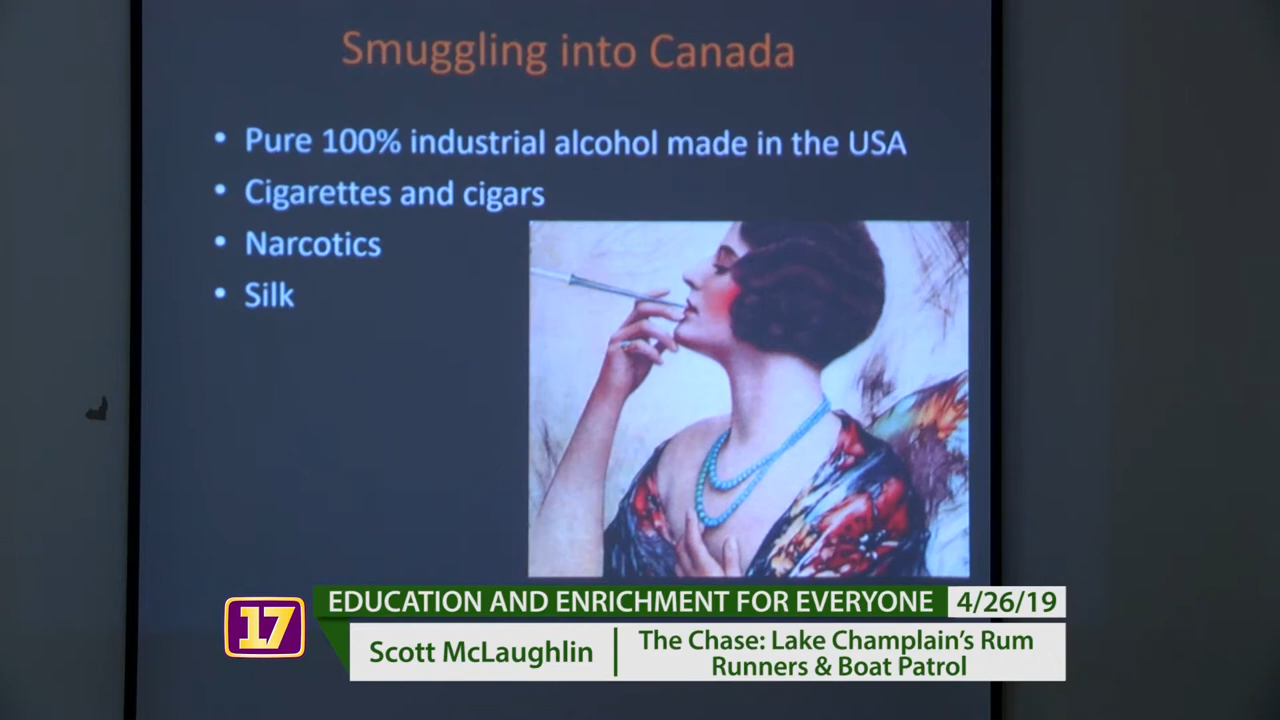 Smuggling into Canada
• Pure 100% industrial alcohol made in the USA
• Cigarettes and cigars
• Narcotics
• Silk
17
EDUCATION AND ENRICHMENT FOR EVERYONE 4/26/19
Scott McLaughlin
The Chase: Lake Champlain's Rum
Runners & Boat Patrol